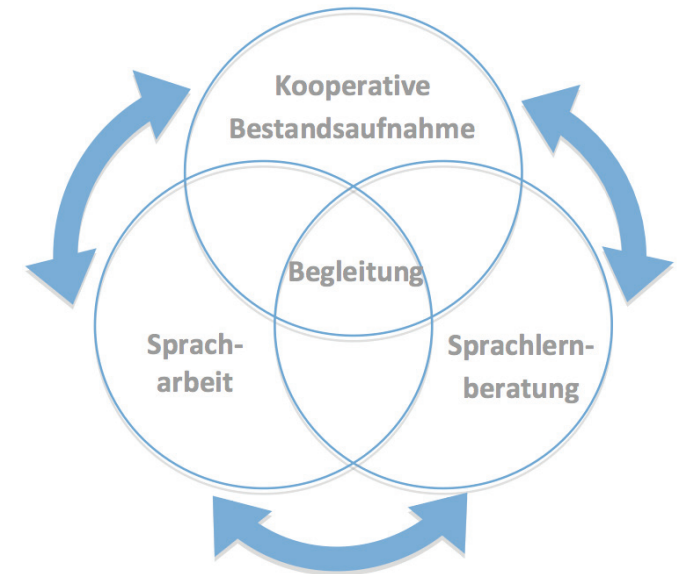 Kooperative
Bestandsaufnahme
Begleitung
Sprach-
arbeit
Sprachlern-
beratung